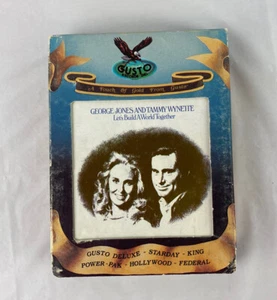 GUSTO
A Touch Of Gold From Gusto
GEORGE JONES AND TAMMY WYNETTE
Let's Build A World Together
GUSTO DELUXE - STARDAY - KING
POWER-PAK - HOLLYWOOD - FEDERAL